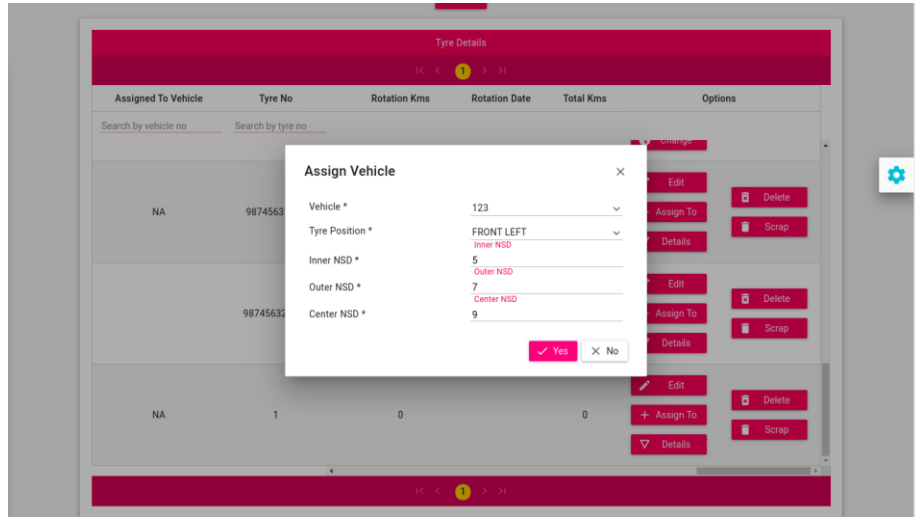 Tyre Details
1
Assigned To Vehicle Tyre No Rotation Kms Rotation Date Total Kms Options
Search by vehicle no Search by tyre no
Change
Assign Vehicle
Vehicle * 123
Tyre Position * FRONT LEFT
Inner NSD
Inner NSD * 5
Outer NSD
Outer NSD * 7
Center NSD
Center NSD * 9
Yes No
Edit
Delete
NA 9874563 Assign To
Scrap
Details
Edit
Delete
98745632 Assign To
Scrap
Details
Edit
Delete
NA 1 0 0 Assign To
Scrap
Details
1